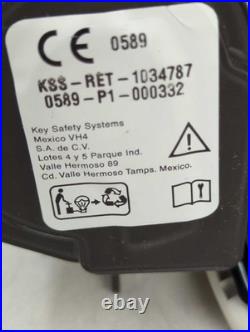 CE 0589
KSS-RET-1034787
0589-P1-000332
Key Safety Systems
Mexico VH4
S.A. de C.V.
Lotes 4 y 5 Parque Ind.
Valle Hermoso 89
Cd. Valle Hermoso Tamps. Mexico.